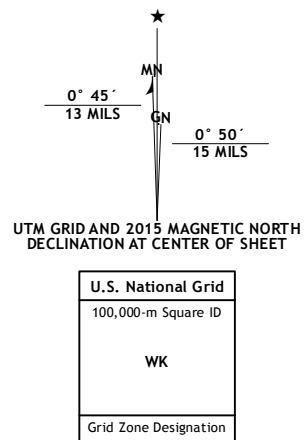 ★
MN
GN
0° 45´
13 MILS
0° 50´
15 MILS
UTM GRID AND 2015 MAGNETIC NORTH
DECLINATION AT CENTER OF SHEET
U.S. National Grid
100,000-m Square ID
WK
Grid Zone Designation